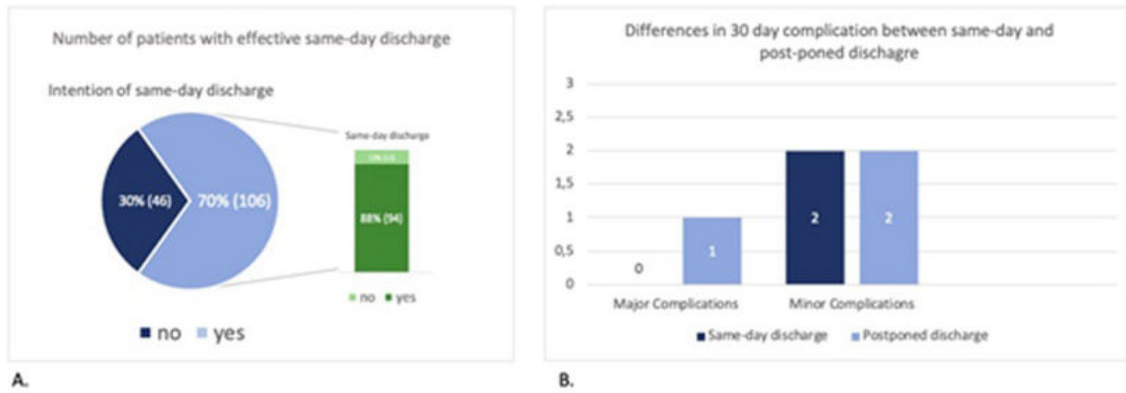 Number of patients with effective same-day discharge
Intention of same-day discharge
Same-day discharge
30% (46)
70% (106)
88% (94)
no yes
no yes
A.
Differences in 30 day complication between same-day and
post-poned dischagre
3
2,5
2
1,5
1
0,5
0
0
1
2
2
Major Complications
Minor Complications
Same-day discharge
Postponed discharge
B.